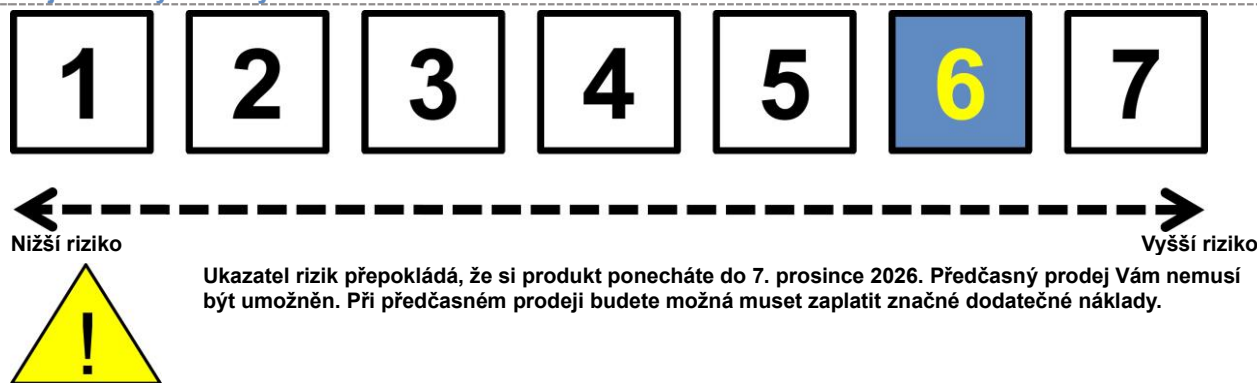 1 2 3 4 5 6 7
Nižší riziko Vyšší riziko
Ukazatel rizik přepokládá, že si produkt ponecháte do 7. prosince 2026. Předčasný prodej Vám nemusí
být umožněn. Při předčasném prodeji budete možná muset zaplatit značné dodatečné náklady.
!